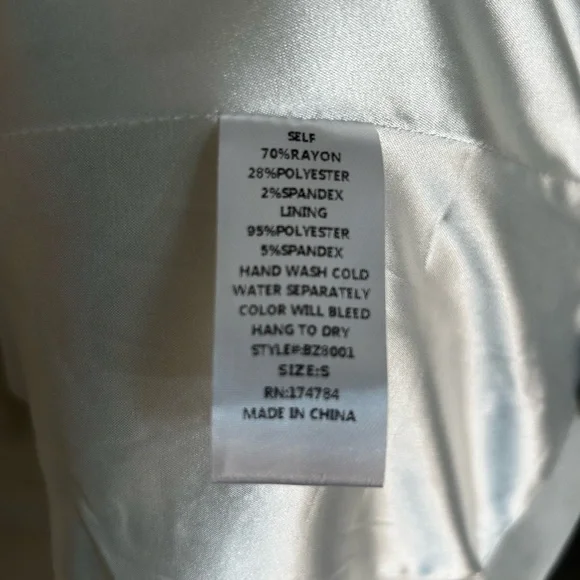 SELF
70%RAYON
28%POLYESTER
2%SPANDEX
LINING
95%POLYESTER
5%SPANDEX
HAND WASH COLD
WATER SEPARATELY
COLOR WILL BLEED
HANG TO DRY
STYLE#:BZ8001
SIZE:S
RN:174784
MADE IN CHINA